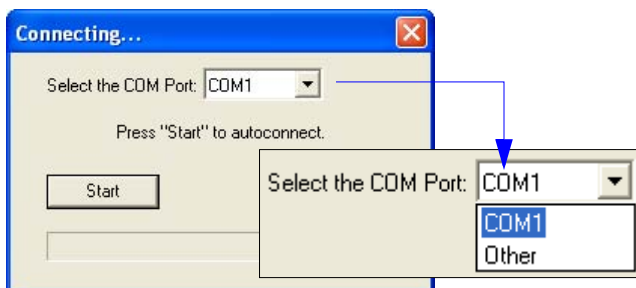 Connecting...
Select the COM Port: COM1
Press "Start" to autoconnect.
Start
Select the COM Port: COM1
COM1
Other